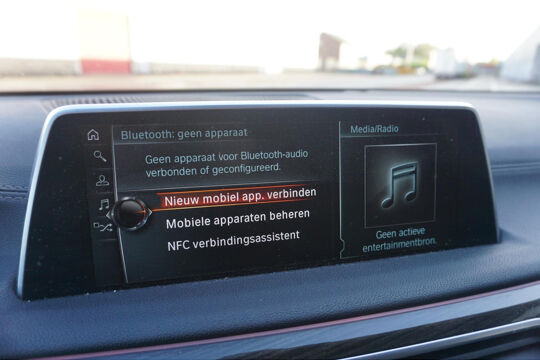 Bluetooth: geen apparaat
Geen apparaat voor Bluetooth-audio
verbonden of geconfigureerd.
Nieuw mobiel app. verbinden
Mobiele apparaten beheren
NFC verbindingsassistent
Media/Radio
Geen actieve
entertainmentbron.